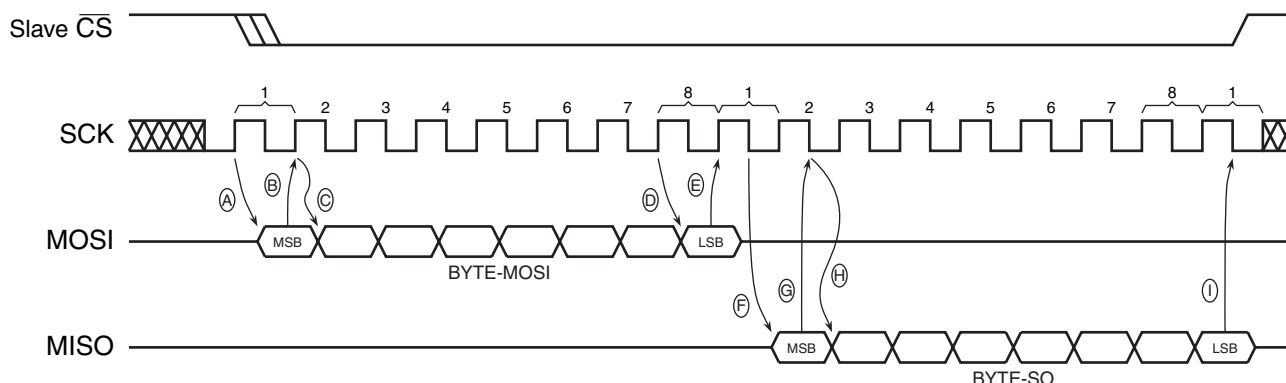 Slave CS
1 2 3 4 5 6 7 8 1 2 3 4 5 6 7 8 1
SCK
A B C D E
MOSI MSB LSB
BYTE-MOSI
F G H I
MISO MSB LSB
BYTE-SO